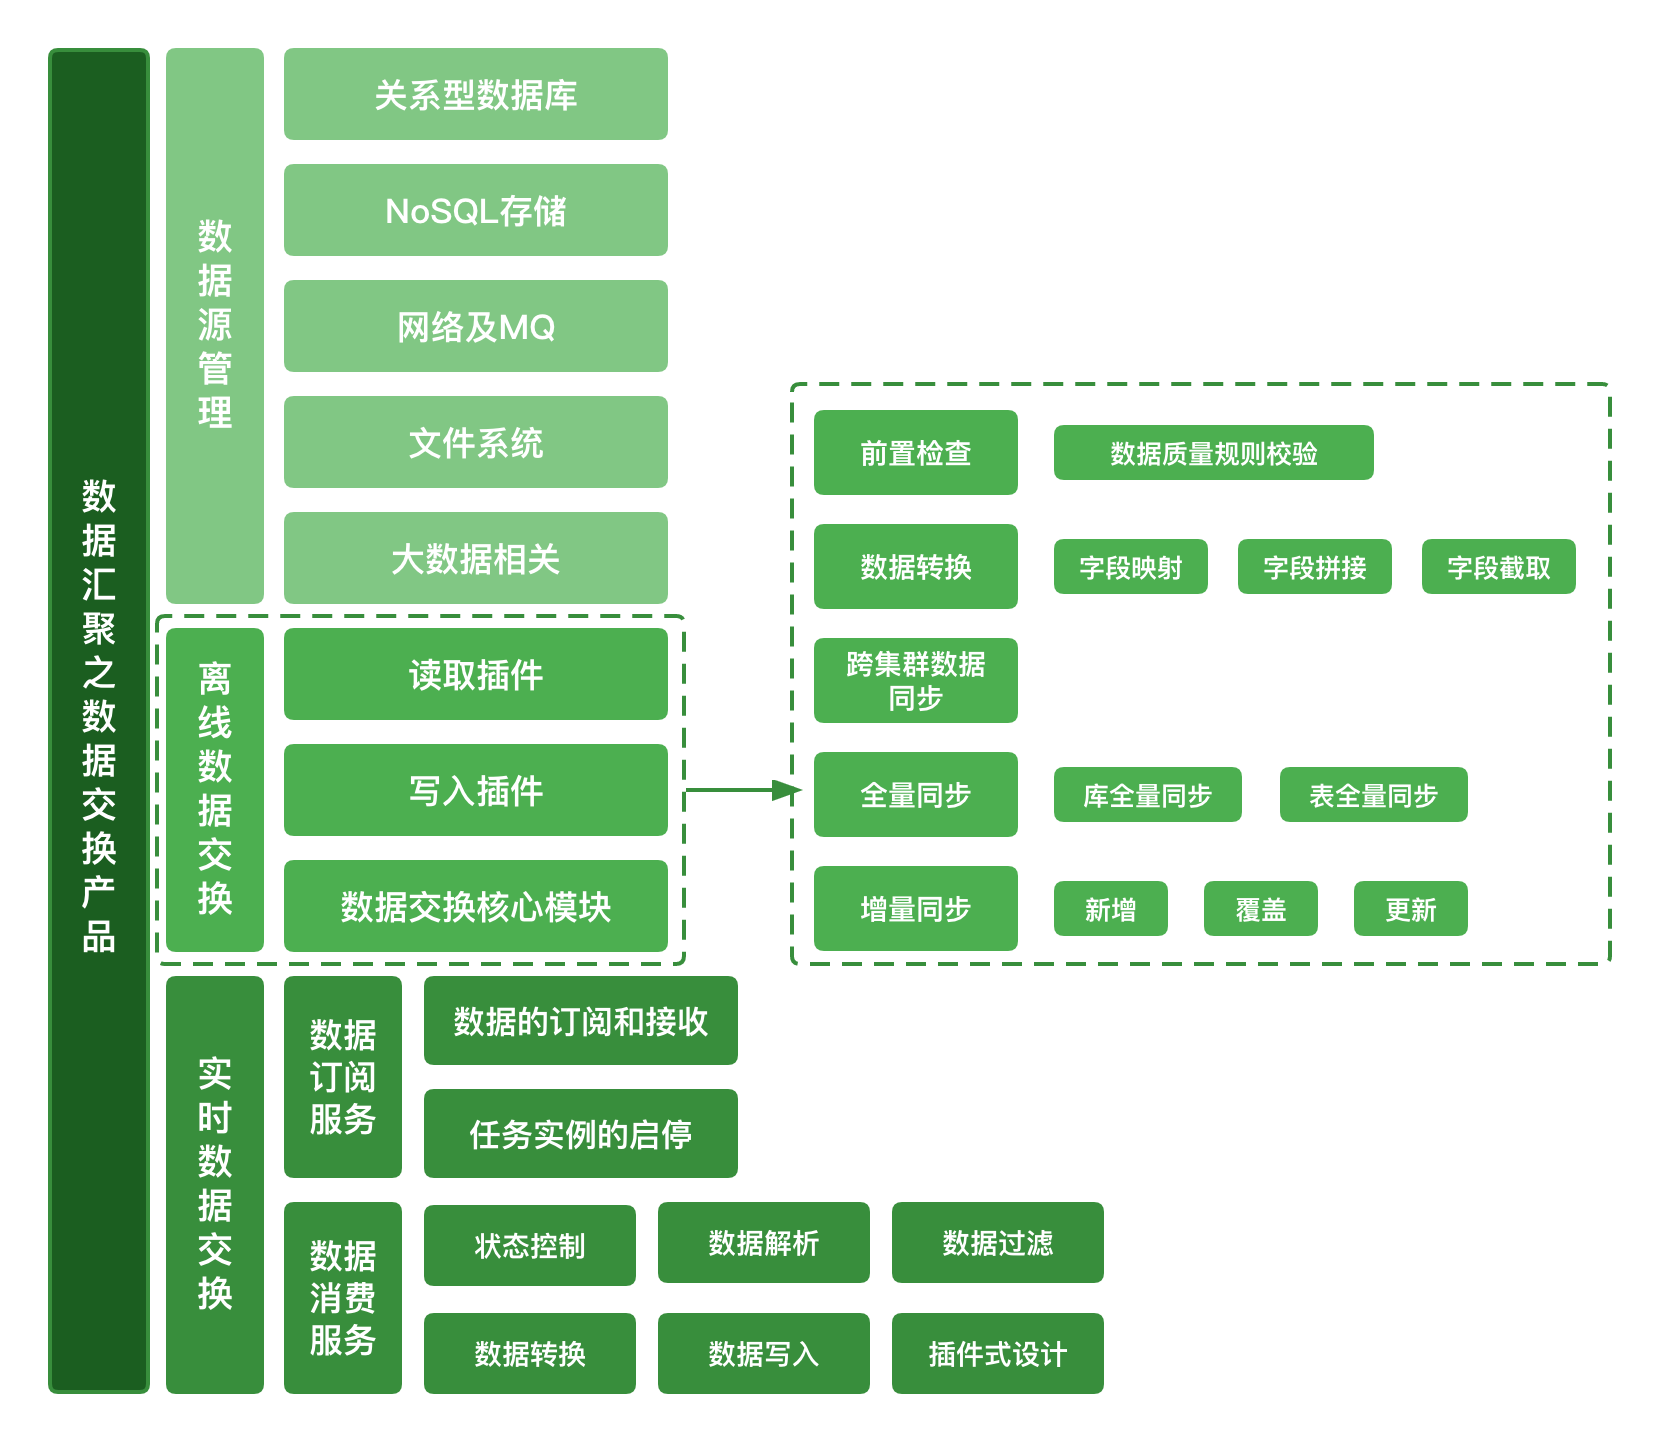 数据汇聚之数据交换产品
数据源管理
关系型数据库
NoSQL存储
网络及MQ
文件系统
大数据相关
离线数据交换
读取插件
写入插件
数据交换核心模块
前置检查
数据质量规则校验
数据转换
字段映射
字段拼接
字段截取
跨集群数据
同步
全量同步
库全量同步
表全量同步
增量同步
新增
覆盖
更新
实时数据交换
数据
订阅
服务
数据的订阅和接收
任务实例的启停
数据
消费
服务
状态控制
数据解析
数据过滤
数据转换
数据写入
插件式设计